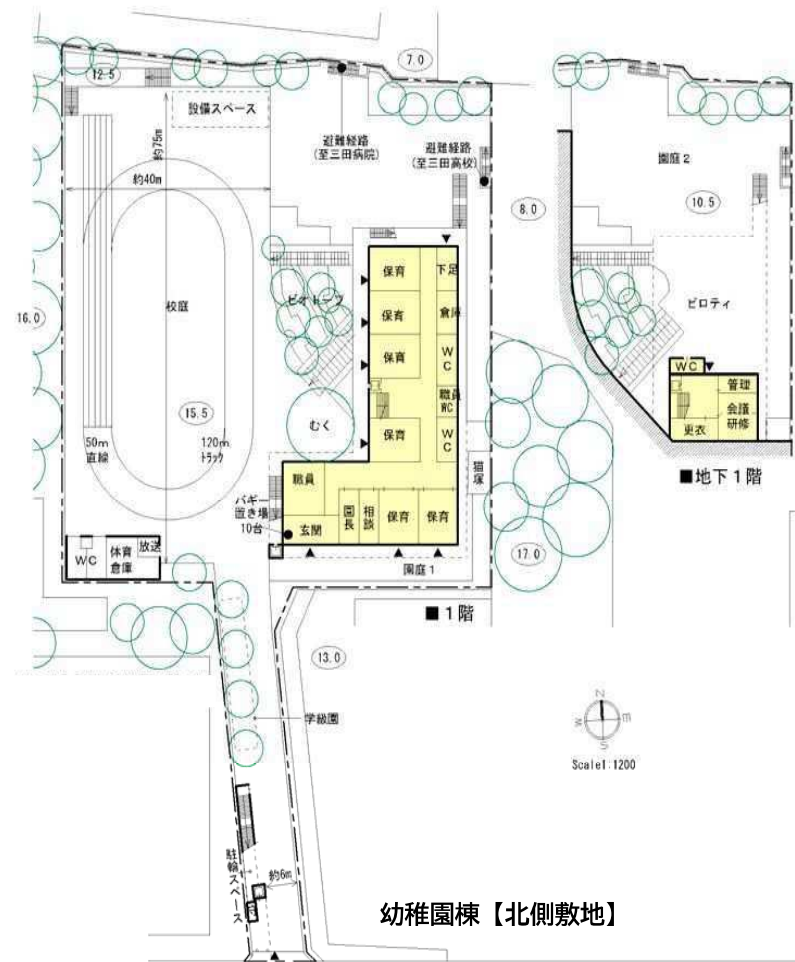 7.0
12.5
設備スペース
約75m
避難経路
(至三田病院)
避難経路
(至三田高校)
約40m
園庭2
10.5
8.0
保育
下足
ビオトープ
倉庫
保育
ピロティ
校庭
16.0
保育
WC
WC
管理
職員
WC
会議
研修
更衣
15.5
むく
保育
WC
50m
直線
120m
トラック
■地下1階
職員
猫塚
バギー
置き場
10台
玄関
園長
相談
保育
保育
WC
体育
倉庫
放送
17.0
園庭1
■1階
13.0
学級園
N
W
E
S
Scale1:1200
駐輪スペース
約6m
幼稚園棟【北側敷地】